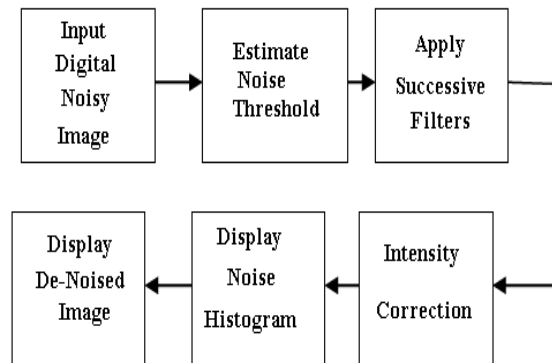 Input
Digital
Noisy
Image
Estimate
Noise
Threshold
Apply
Successive
Filters
Intensity
Correction
Display
Noise
Histogram
Display
De-Noised
Image